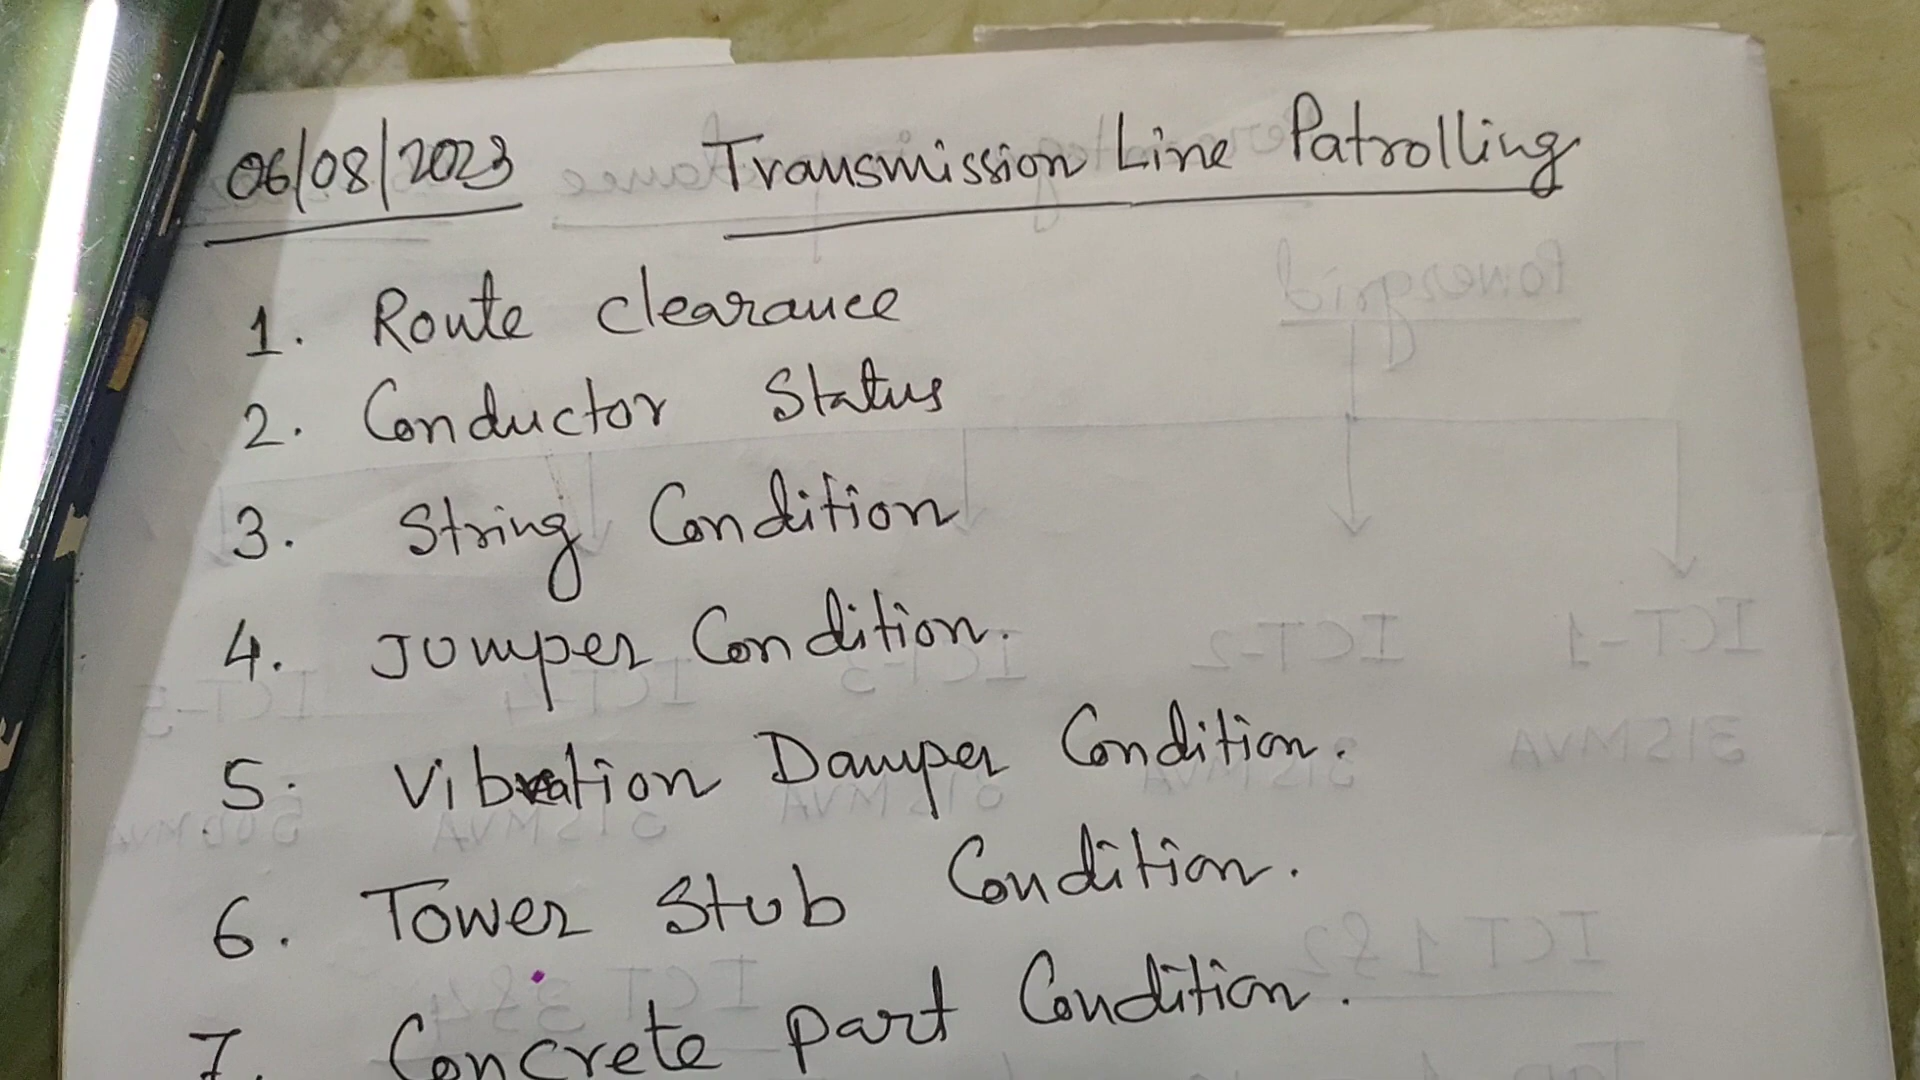 06/08/2023 Transmission Line Patrolling
1. Route clearance
2. Conductor Status
3. String Condition
4. Jumper Condition.
5. Vibration Damper Condition.
6. Tower Stub Condition.
7. Concrete part Condition.